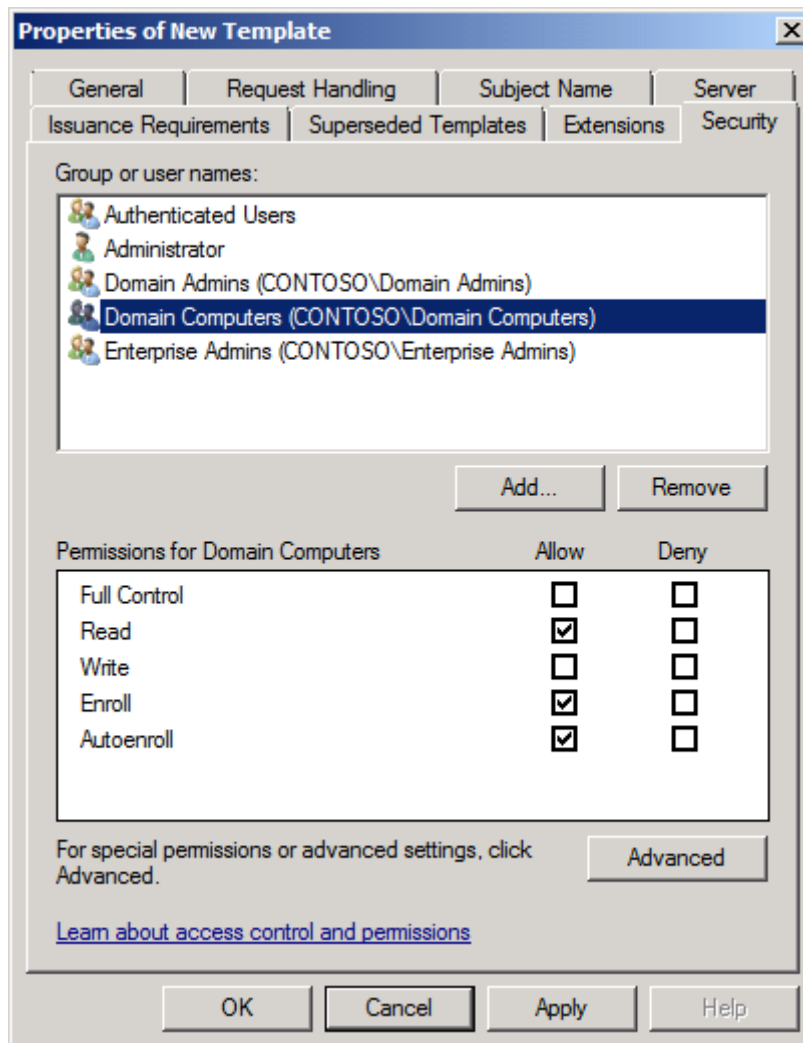 Properties of New Template
General Request Handling Subject Name Server
Issuance Requirements Superseded Templates Extensions Security
Group or user names:
Authenticated Users
Administrator
Domain Admins (CONTOSO\Domain Admins)
Domain Computers (CONTOSO\Domain Computers)
Enterprise Admins (CONTOSO\Enterprise Admins)
Add... Remove
Permissions for Domain Computers Allow Deny
Full Control
Read
Write
Enroll
Autoenroll
For special permissions or advanced settings, click Advanced
Advanced.
Learn about access control and permissions
OK Cancel Apply Help